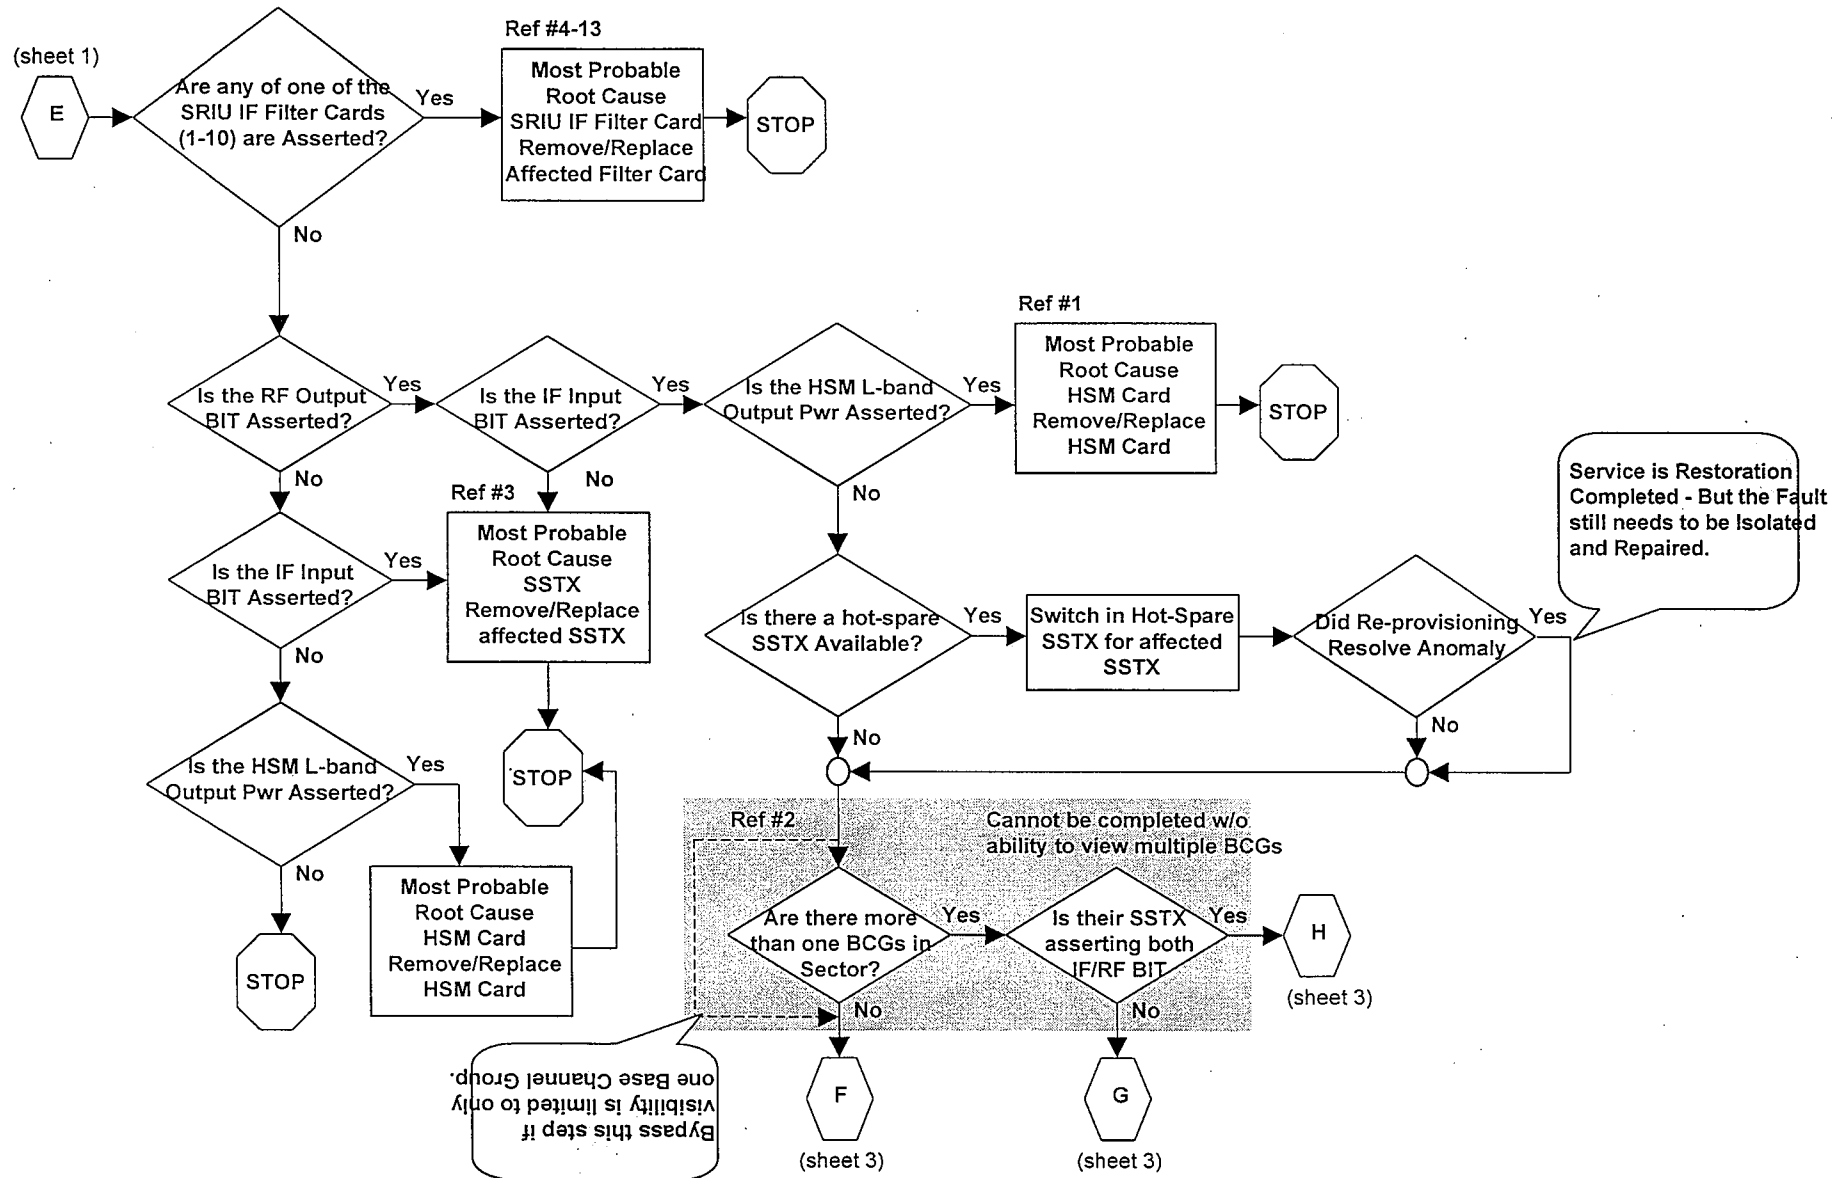 (sheet 1)
E
Are any of one of the
SRIU IF Filter Cards
(1-10) are Asserted?
Yes
No
Ref #4-13
Most Probable
Root Cause
SRIU IF Filter Card
Remove/Replace
Affected Filter Card
STOP
Is the RF Output
BIT Asserted?
Yes
No
Is the IF Input
BIT Asserted?
Yes
No
Is the HSM L-band
Output Pwr Asserted?
Yes
No
Ref #1
Most Probable
Root Cause
HSM Card
Remove/Replace
HSM Card
STOP
Is the IF Input
BIT Asserted?
Yes
No
Ref #3
Most Probable
Root Cause
SSTX
Remove/Replace
affected SSTX
STOP
Is there a hot-spare
SSTX Available?
Yes
No
Switch in Hot-Spare
SSTX for affected
SSTX
Did Re-provisioning
Resolve Anomaly
Yes
No
Service is Restoration
Completed - But the Fault
still needs to be Isolated
and Repaired.
Is the HSM L-band
Output Pwr Asserted?
Yes
No
STOP
Most Probable
Root Cause
HSM Card
Remove/Replace
HSM Card
Ref #2
Cannot be completed w/o
ability to view multiple BCGs
Are there more
than one BCGs in
Sector?
Yes
No
Is their SSTX
asserting both
IF/RF BIT
Yes
No
H
(sheet 3)
Bypass this step if
visibility is limited to only
one Base Channel Group.
F
(sheet 3)
G
(sheet 3)